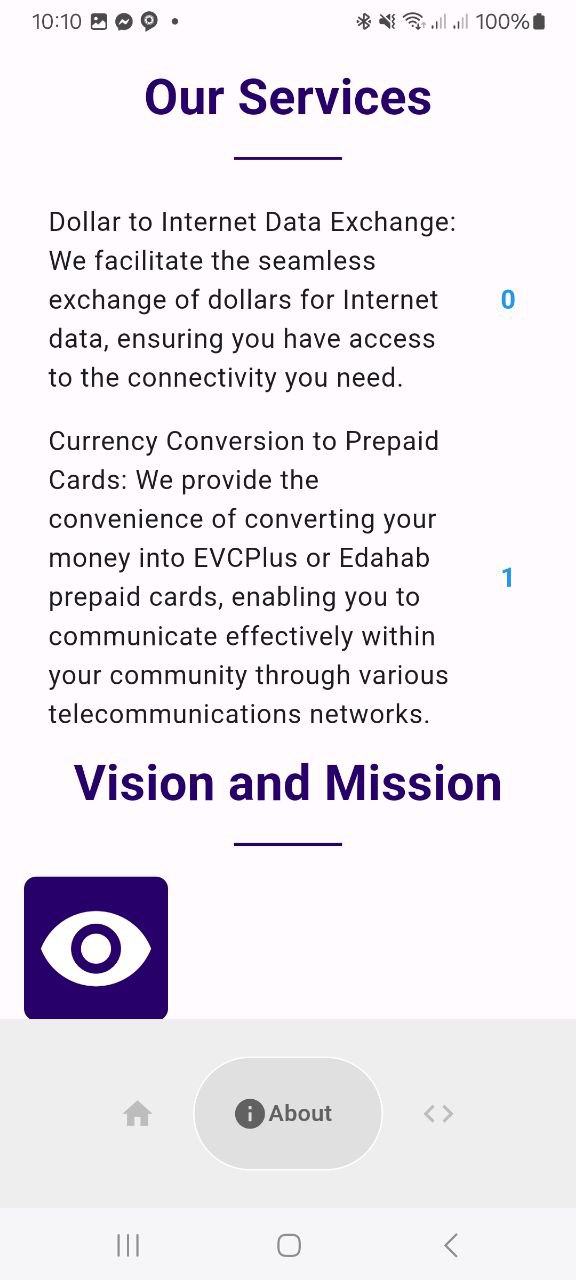 10:10
100%
Our Services
Dollar to Internet Data Exchange:
We facilitate the seamless
exchange of dollars for Internet
data, ensuring you have access
to the connectivity you need.
0
Currency Conversion to Prepaid
Cards: We provide the
convenience of converting your
money into EVCPlus or Edahab
prepaid cards, enabling you to
communicate effectively within
your community through various
telecommunications networks.
1
Vision and Mission
About